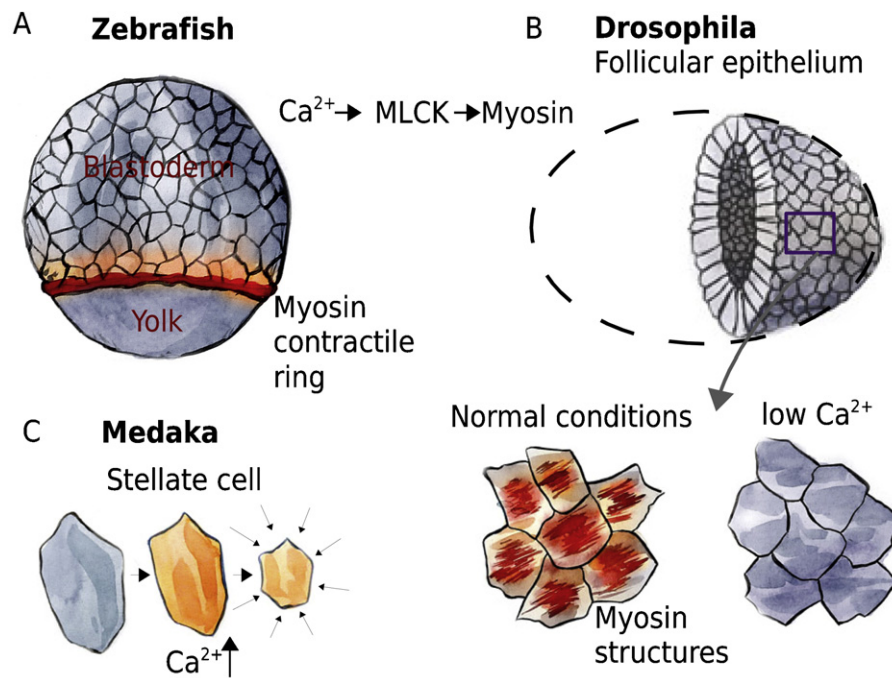 A
Zebrafish
Blastoderm
Yolk
Myosin
contractile
ring
Ca²⁺ → MLCK → Myosin
B
Drosophila
Follicular epithelium
Normal conditions
low Ca²⁺
Myosin
structures
C
Medaka
Stellate cell
Ca²⁺